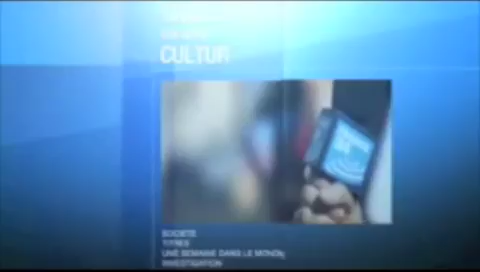 CULTUR
SOCIETE
TITRES
UNE SEMAINE DANS LE MONDE
INVESTIGATION